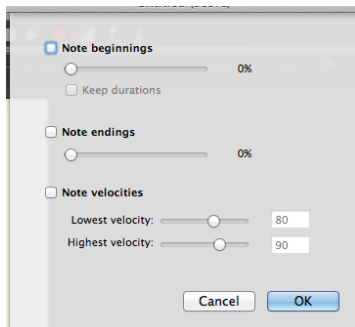 Note beginnings
0%
Keep durations
Note endings
0%
Note velocities
Lowest velocity: 80
Highest velocity: 90
Cancel OK